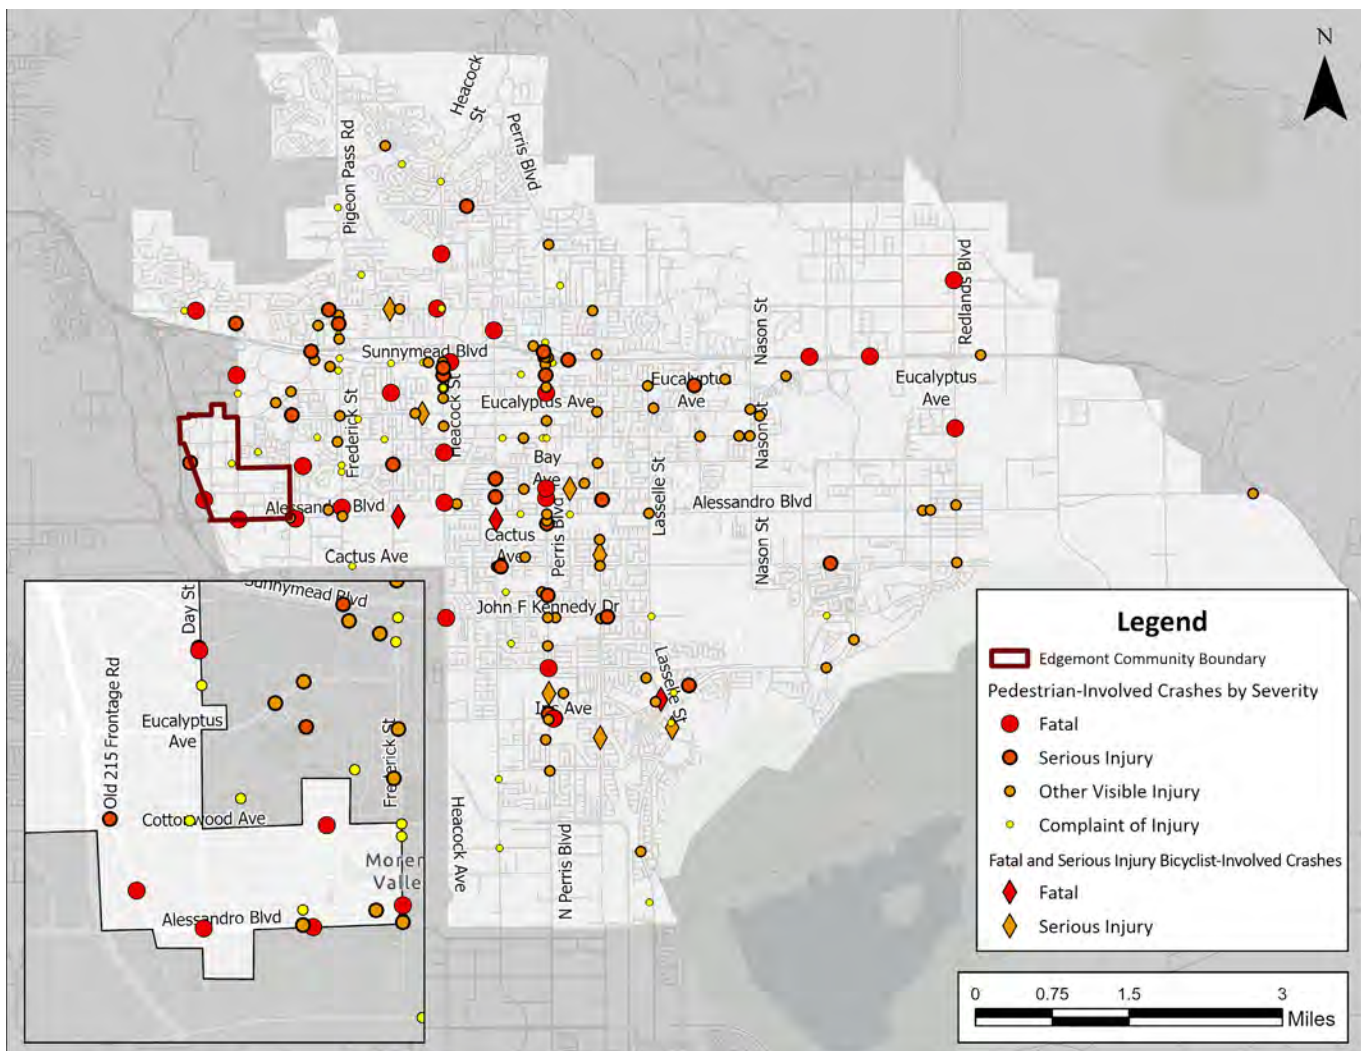 N
Heacock
St
Perris Blvd
Pigeon Pass Rd
Redlands Blvd
Nason St
Sunnymead Blvd
Eucalyptus
Ave
Eucalyptus
Ave
Eucalyptus Ave
Frederick St
Heacock St
Nason St
Bay
Ave
Lasselle St
Alessandro Blvd
Alessandro Blvd
Perris Blvd
Cactus Ave
Cactus
Ave
Nason St
John F Kennedy Dr
Lasselle St
Iris Ave
Heacock Ave
N Perris Blvd
Sunnymead Blvd
Day St
Old 215 Frontage Rd
Eucalyptus
Ave
Frederick St
Cottonwood Ave
Moren
Valle
Alessandro Blvd
Legend
Edgemont Community Boundary
Pedestrian-Involved Crashes by Severity
Fatal
Serious Injury
Other Visible Injury
Complaint of Injury
Fatal and Serious Injury Bicyclist-Involved Crashes
Fatal
Serious Injury
0 0.75 1.5 3
Miles